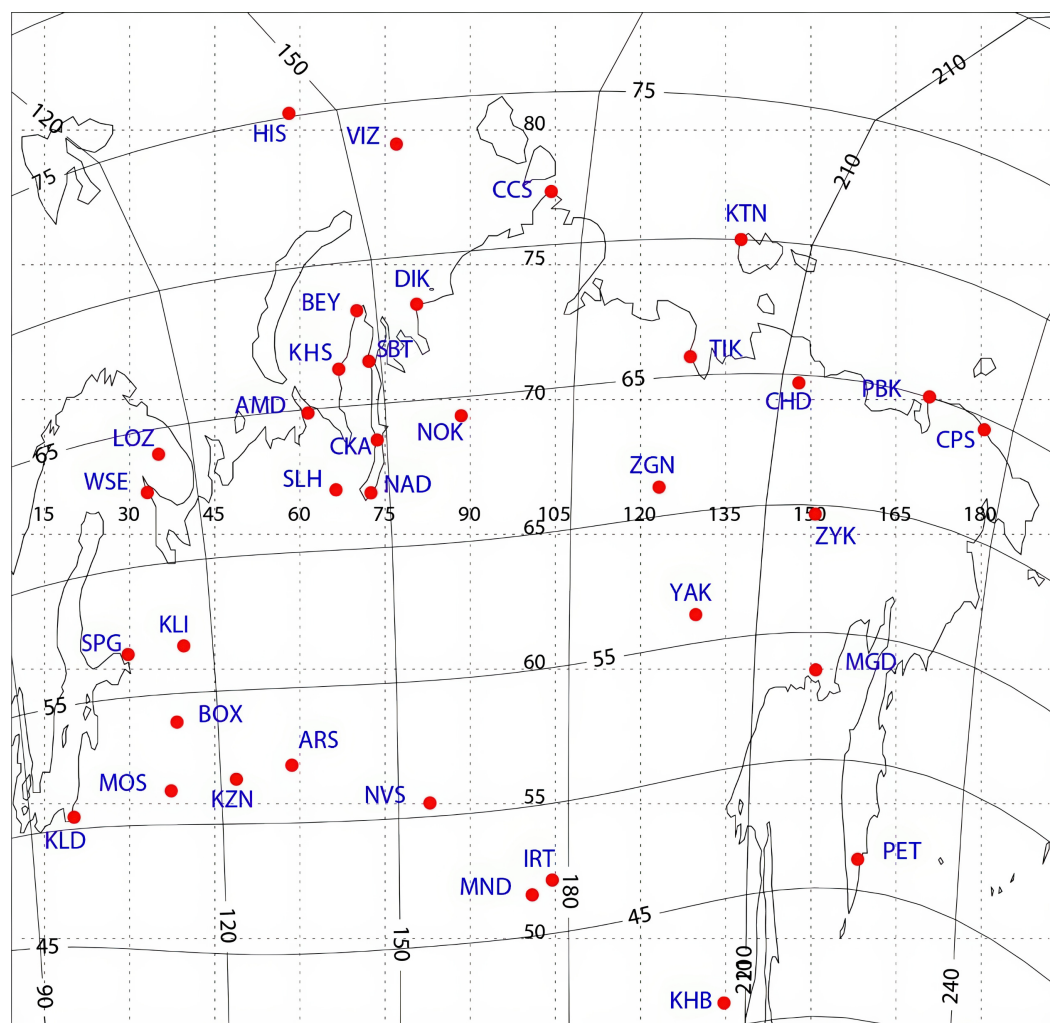 150
210
75
120
80
HIS
VIZ
210
75
CCS
KTN
75
DIK
BEY
KHS
SBT
TIK
65
PBK
AMD
70
CHD
LOZ
NOK
CPS
65
CKA
ZGN
WSE
SLH
NAD
15 30 45 60 75 90 105 120 135 150 165 180
65
ZYK
YAK
KLI
SPG
55
60
MGD
55
BOX
ARS
MOS
KZN
NVS
55
KLD
IRT
PET
MND
180
120
45
150
45
50
90
210
200
240
KHB